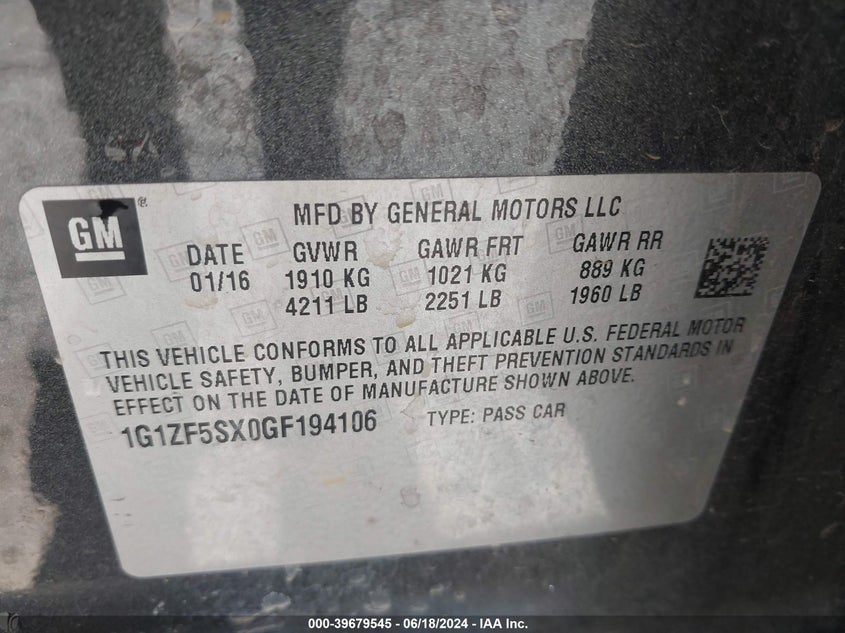 GM ®
MFD BY GENERAL MOTORS LLC
DATE GVWR GAWR FRT GAWR RR
01/16 1910 KG 1021 KG 889 KG
4211 LB 2251 LB 1960 LB
THIS VEHICLE CONFORMS TO ALL APPLICABLE U.S. FEDERAL MOTOR
VEHICLE SAFETY, BUMPER, AND THEFT PREVENTION STANDARDS IN
EFFECT ON THE DATE OF MANUFACTURE SHOWN ABOVE.
1G1ZF5SX0GF194106 TYPE: PASS CAR
000-39679545 - 06/18/2024 - IAA Inc.